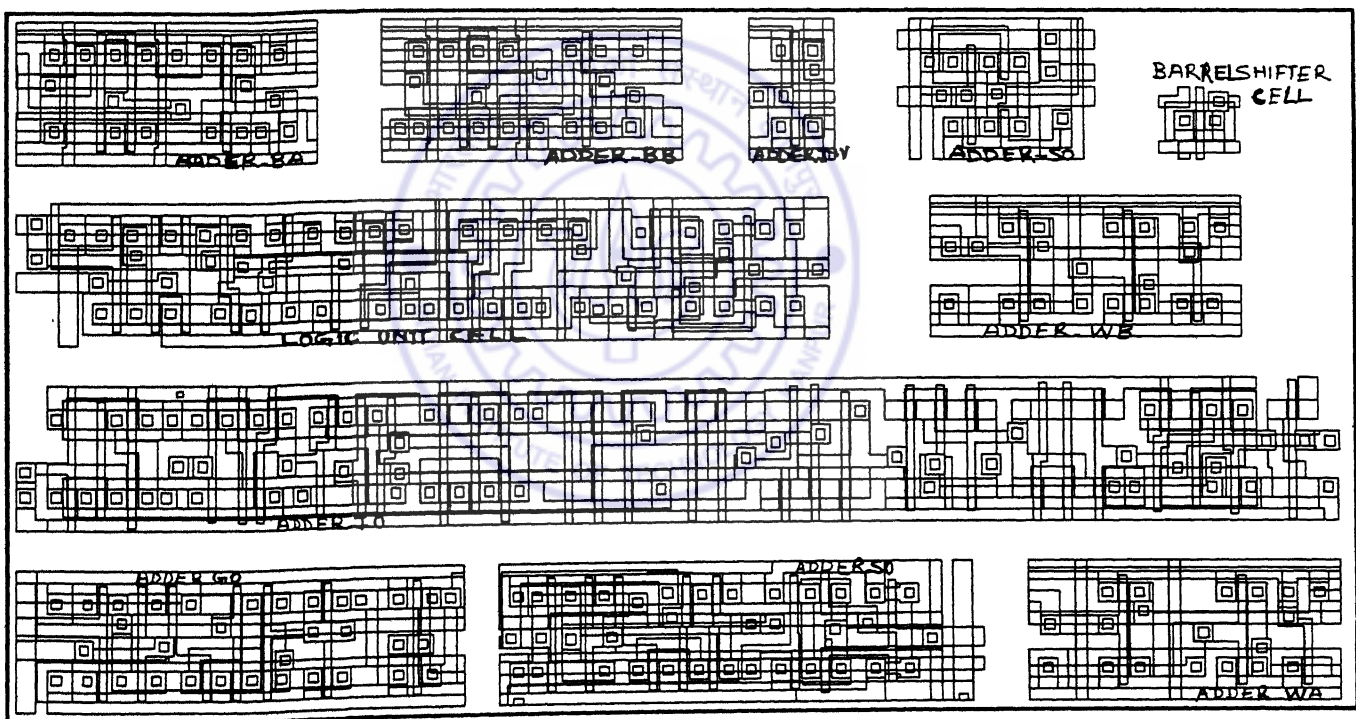 ADDER-BA
ADDER-BB
ADDER-SO
BARRELSHIFTER
CELL
LOGIC UNIT CELL
ADDER WB
ADDER
ADDER GO
ADDER SO
ADDER WA